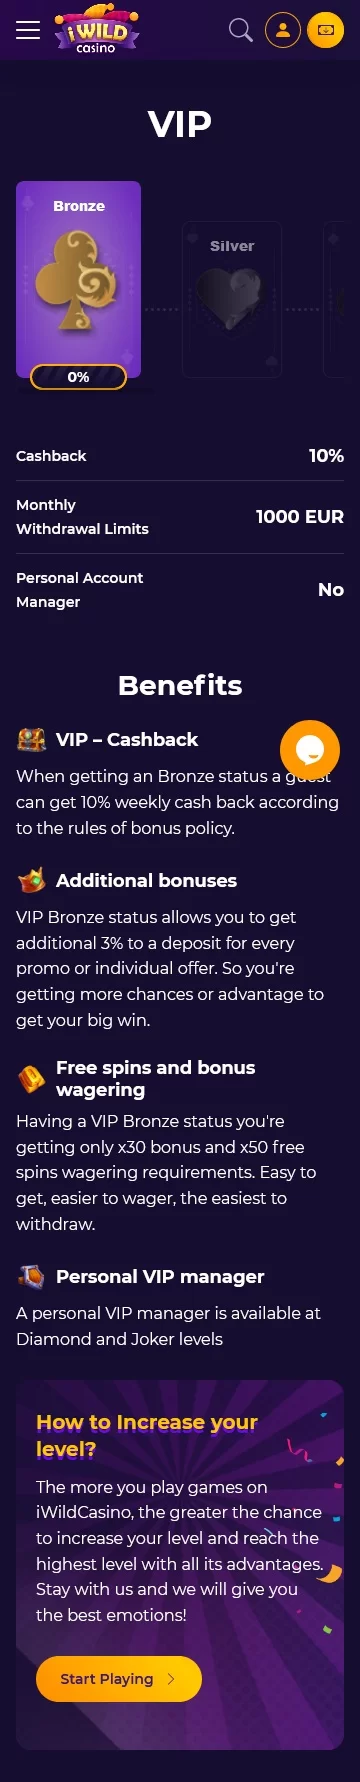 iWILD
casino
VIP
Bronze
Silver
0%
Cashback
10%
Monthly
Withdrawal Limits
1000 EUR
Personal Account
Manager
No
Benefits
VIP – Cashback
When getting an Bronze status a guest
can get 10% weekly cash back according
to the rules of bonus policy.
Additional bonuses
VIP Bronze status allows you to get
additional 3% to a deposit for every
promo or individual offer. So you're
getting more chances or advantage to
get your big win.
Free spins and bonus
wagering
Having a VIP Bronze status you're
getting only x30 bonus and x50 free
spins wagering requirements. Easy to
get, easier to wager, the easiest to
withdraw.
Personal VIP manager
A personal VIP manager is available at
Diamond and Joker levels
How to Increase your
level?
The more you play games on
iWildCasino, the greater the chance
to increase your level and reach the
highest level with all its advantages.
Stay with us and we will give you
the best emotions!
Start Playing